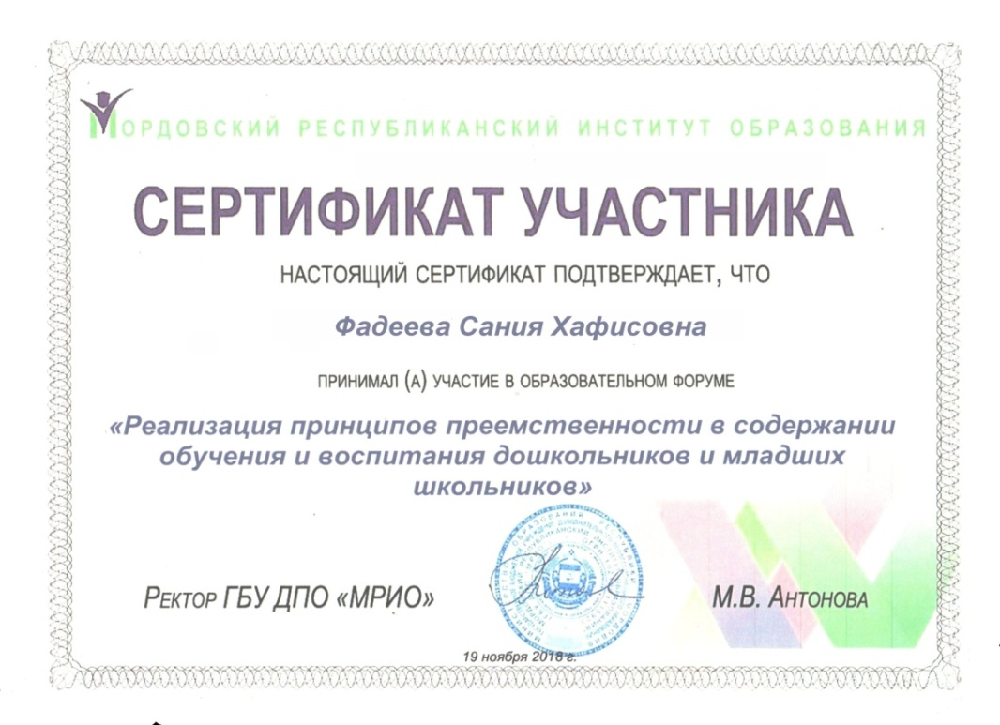 МОРДОВСКИЙ РЕСПУБЛИКАНСКИЙ ИНСТИТУТ ОБРАЗОВАНИЯ
СЕРТИФИКАТ УЧАСТНИКА
НАСТОЯЩИЙ СЕРТИФИКАТ ПОДТВЕРЖДАЕТ, ЧТО
Фадеева Сания Хафисовна
ПРИНИМАЛ (А) УЧАСТИЕ В ОБРАЗОВАТЕЛЬНОМ ФОРУМЕ
«Реализация принципов преемственности в содержании
обучения и воспитания дошкольников и младших
школьников»
РЕКТОР ГБУ ДПО «МРИО»
М.В. АНТОНОВА
19 ноября 2018 г.